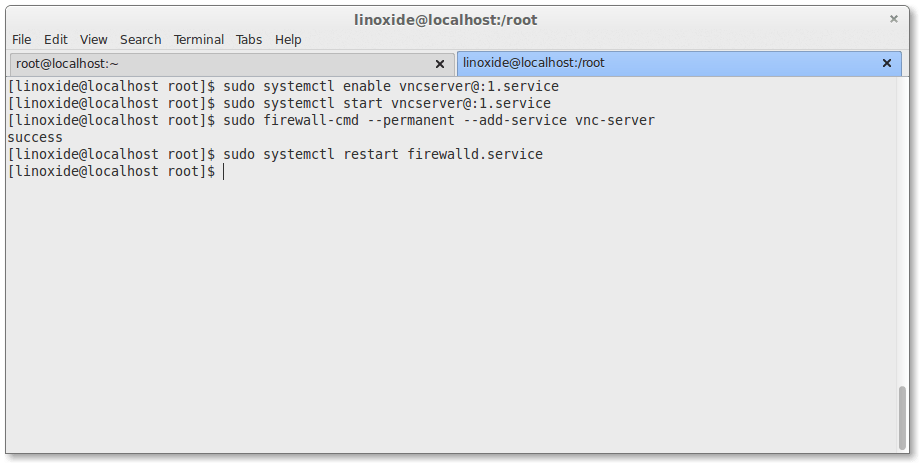 linoxide@localhost:/root
File Edit View Search Terminal Tabs Help
root@localhost:~ linoxide@localhost:/root
[linoxide@localhost root]$ sudo systemctl enable vncserver@:1.service
[linoxide@localhost root]$ sudo systemctl start vncserver@:1.service
[linoxide@localhost root]$ sudo firewall-cmd --permanent --add-service vnc-server
success
[linoxide@localhost root]$ sudo systemctl restart firewalld.service
[linoxide@localhost root]$